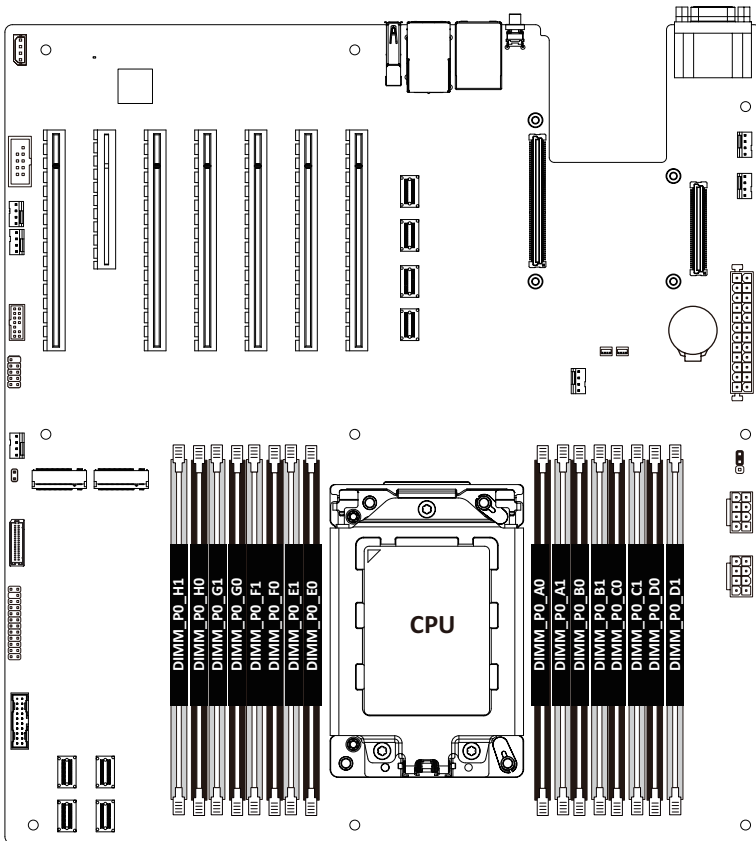 DIMM_P0_H1
DIMM_P0_H0
DIMM_P0_G1
DIMM_P0_G0
DIMM_P0_F1
DIMM_P0_F0
DIMM_P0_E1
DIMM_P0_E0
CPU
DIMM_P0_A0
DIMM_P0_A1
DIMM_P0_B0
DIMM_P0_B1
DIMM_P0_C0
DIMM_P0_C1
DIMM_P0_D0
DIMM_P0_D1